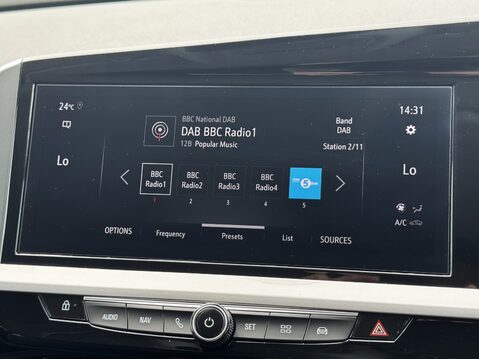 24°C
14:31
BBC National DAB
DAB BBC Radio1
12B Popular Music
Band
DAB
Station 2/11
Lo
Lo
BBC
Radio1
BBC
Radio2
BBC
Radio3
BBC
Radio4
5
1
2
3
4
5
A/C
OPTIONS
Frequency
Presets
List
SOURCES
AUDIO
NAV
SET